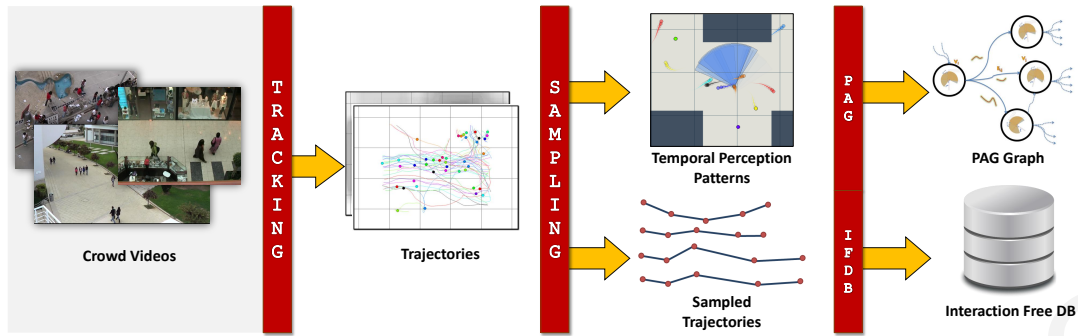 Crowd Videos
TRACKING
Trajectories
SAMPLING
Temporal Perception
Patterns
Sampled
Trajectories
PAG
IFDB
PAG Graph
Interaction Free DB